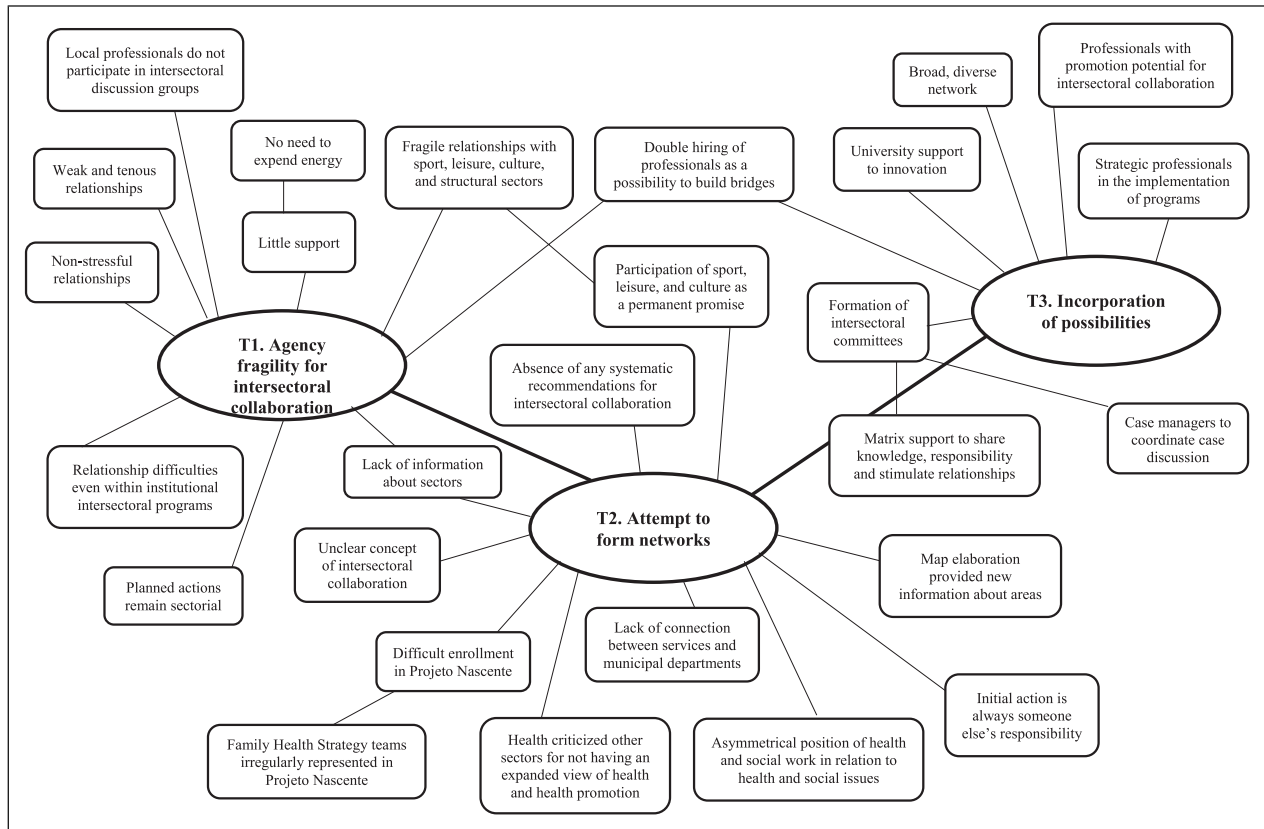 Local professionals do not
participate in intersectoral
discussion groups
No need to
expend energy
Fragile relationships with
sport, leisure, culture,
and structural sectors
Double hiring of
professionals as a
possibility to build bridges
Broad, diverse
network
Professionals with
promotion potential for
intersectoral collaboration
University support
to innovation
Strategic professionals
in the implementation
of programs
Weak and tenous
relationships
Little support
Non-stressful
relationships
Participation of sport,
leisure, and culture as
a permanent promise
Formation of
intersectoral
committees
T3. Incorporation
of possibilities
T1. Agency
fragility for
intersectoral
collaboration
Absence of any systematic
recommendations for
intersectoral collaboration
Relationship difficulties
even within institutional
intersectoral programs
Lack of information
about sectors
Matrix support to share
knowledge, responsibility
and stimulate relationships
Case managers to
coordinate case
discussion
T2. Attempt to
form networks
Unclear concept
of intersectoral
collaboration
Planned actions
remain sectorial
Map elaboration
provided new
information about areas
Difficult enrollment
in Projeto Nascente
Lack of connection
between services and
municipal departments
Initial action is
always someone
else’s responsibility
Family Health Strategy teams
irregularly represented in
Projeto Nascente
Health criticized other
sectors for not having an
expanded view of health
and health promotion
Asymmetrical position of health
and social work in relation to
health and social issues